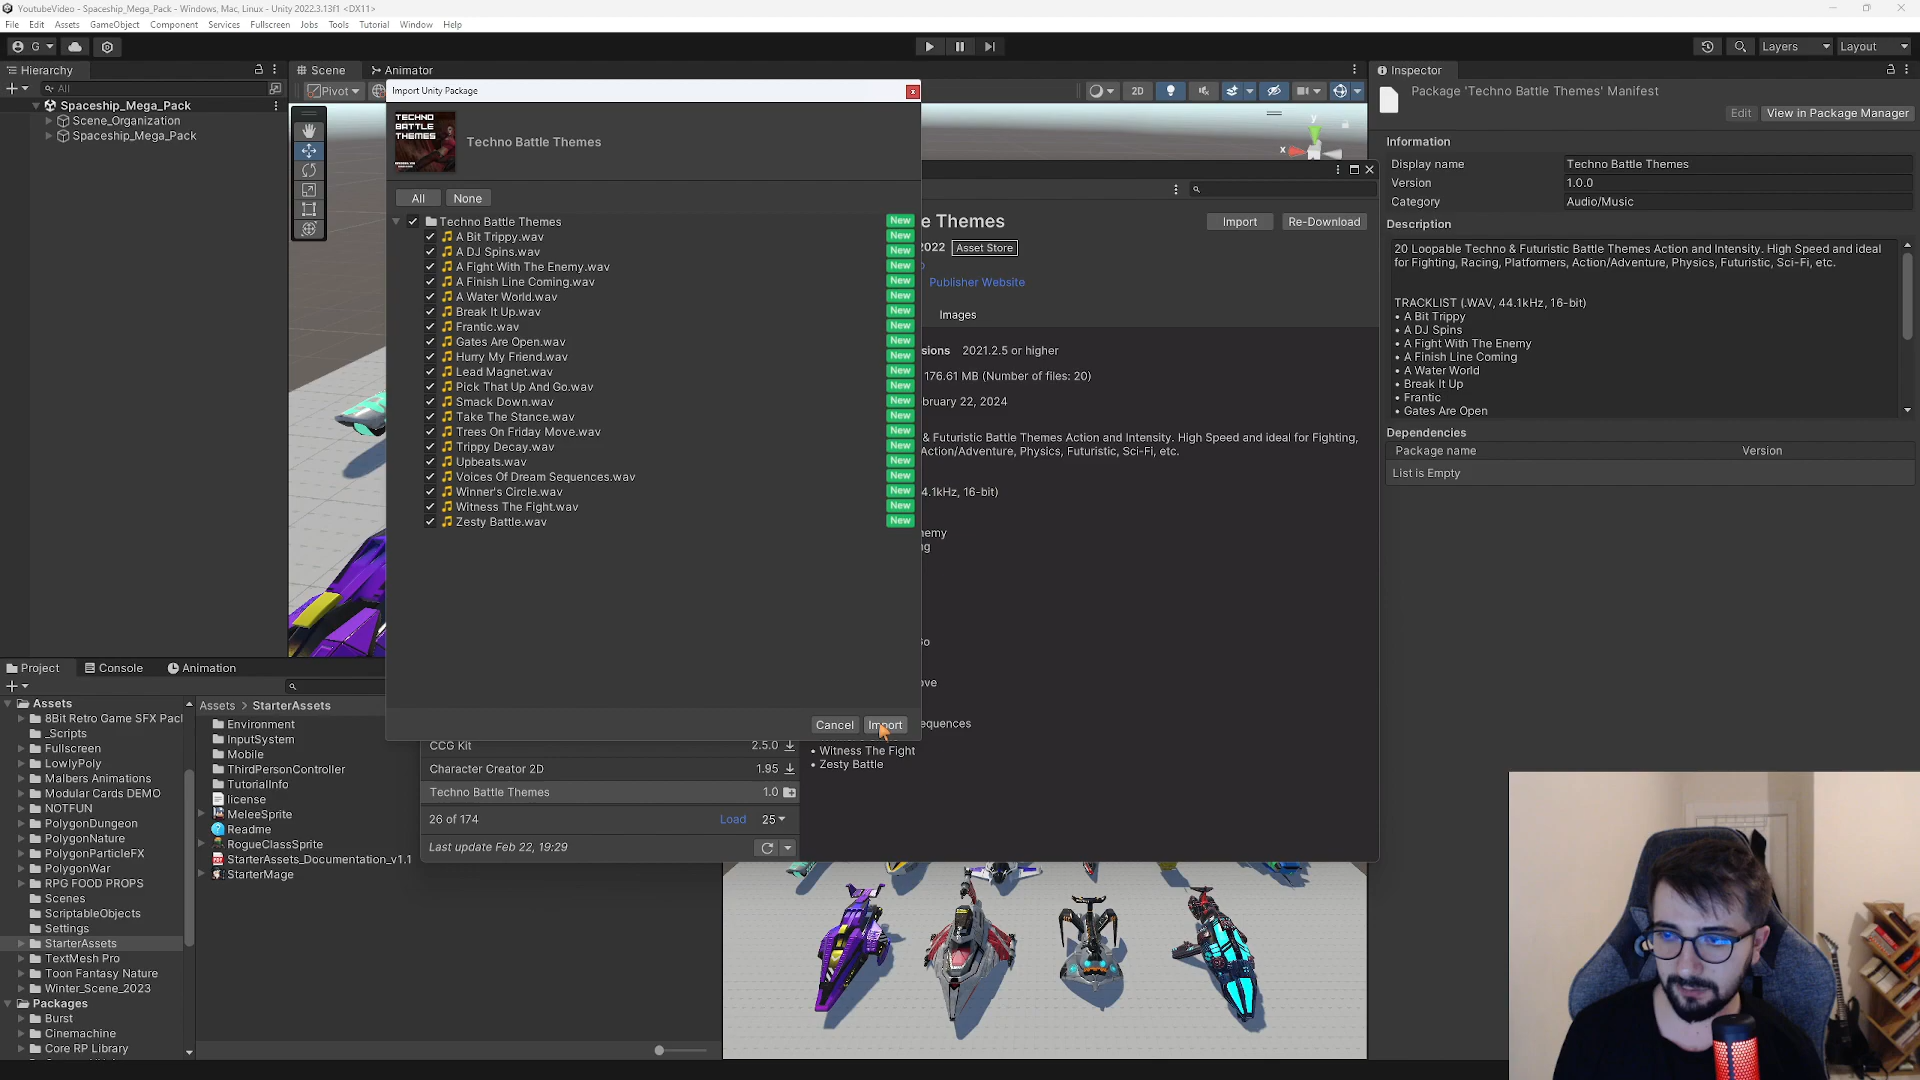 YoutubeVideo - Spaceship_Mega_Pack - Windows, Mac, Linux - Unity 2022.3.13f1 <DX11>
File Edit Assets GameObject Component Services Fullscreen Jobs Tools Tutorial Window Help
G
Layers Layout
Hierarchy
All
Spaceship_Mega_Pack
Scene_Organization
Spaceship_Mega_Pack
Scene Animator
Pivot
2D
y
x
Import Unity Package
TECHNO
BATTLE
THEMES
Techno Battle Themes
All None
Techno Battle Themes New
A Bit Trippy.wav New
A DJ Spins.wav New
A Fight With The Enemy.wav New
A Finish Line Coming.wav New
A Water World.wav New
Break It Up.wav New
Frantic.wav New
Gates Are Open.wav New
Hurry My Friend.wav New
Lead Magnet.wav New
Pick That Up And Go.wav New
Smack Down.wav New
Take The Stance.wav New
Trees On Friday Move.wav New
Trippy Decay.wav New
Upbeats.wav New
Voices Of Dream Sequences.wav New
Winner's Circle.wav New
Witness The Fight.wav New
Zesty Battle.wav New
Cancel Import
e Themes
Import Re-Download
2022 Asset Store
Publisher Website
Images
sions 2021.2.5 or higher
176.61 MB (Number of files: 20)
bruary 22, 2024
& Futuristic Battle Themes Action and Intensity. High Speed and ideal for Fighting,
Action/Adventure, Physics, Futuristic, Sci-Fi, etc.
4.1kHz, 16-bit)
nemy
ng
Go
ove
equences
• Witness The Fight
• Zesty Battle
CCG Kit 2.5.0
Character Creator 2D 1.95
Techno Battle Themes 1.0
26 of 174 Load 25
Last update Feb 22, 19:29
Inspector
Package 'Techno Battle Themes' Manifest
Edit View in Package Manager
Information
Display name Techno Battle Themes
Version 1.0.0
Category Audio/Music
Description
20 Loopable Techno & Futuristic Battle Themes Action and Intensity. High Speed and ideal
for Fighting, Racing, Platformers, Action/Adventure, Physics, Futuristic, Sci-Fi, etc.
TRACKLIST (.WAV, 44.1kHz, 16-bit)
• A Bit Trippy
• A DJ Spins
• A Fight With The Enemy
• A Finish Line Coming
• A Water World
• Break It Up
• Frantic
• Gates Are Open
Dependencies
Package name Version
List is Empty
Project Console Animation
Assets
8Bit Retro Game SFX Pacl
_Scripts
Fullscreen
LowlyPoly
Malbers Animations
Modular Cards DEMO
NOTFUN
PolygonDungeon
PolygonNature
PolygonParticleFX
PolygonWar
RPG FOOD PROPS
Scenes
ScriptableObjects
Settings
StarterAssets
TextMesh Pro
Toon Fantasy Nature
Winter_Scene_2023
Packages
Burst
Cinemachine
Core RP Library
Assets > StarterAssets
Environment
InputSystem
Mobile
ThirdPersonController
TutorialInfo
license
MeleeSprite
Readme
RogueClassSprite
StarterAssets_Documentation_v1.1
StarterMage